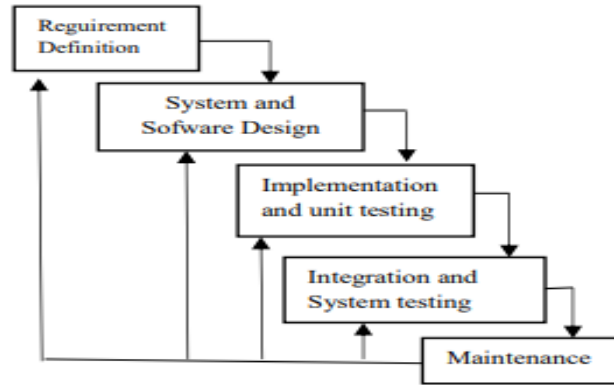 Reguirement
Definition
System and
Sofware Design
Implementation
and unit testing
Integration and
System testing
Maintenance